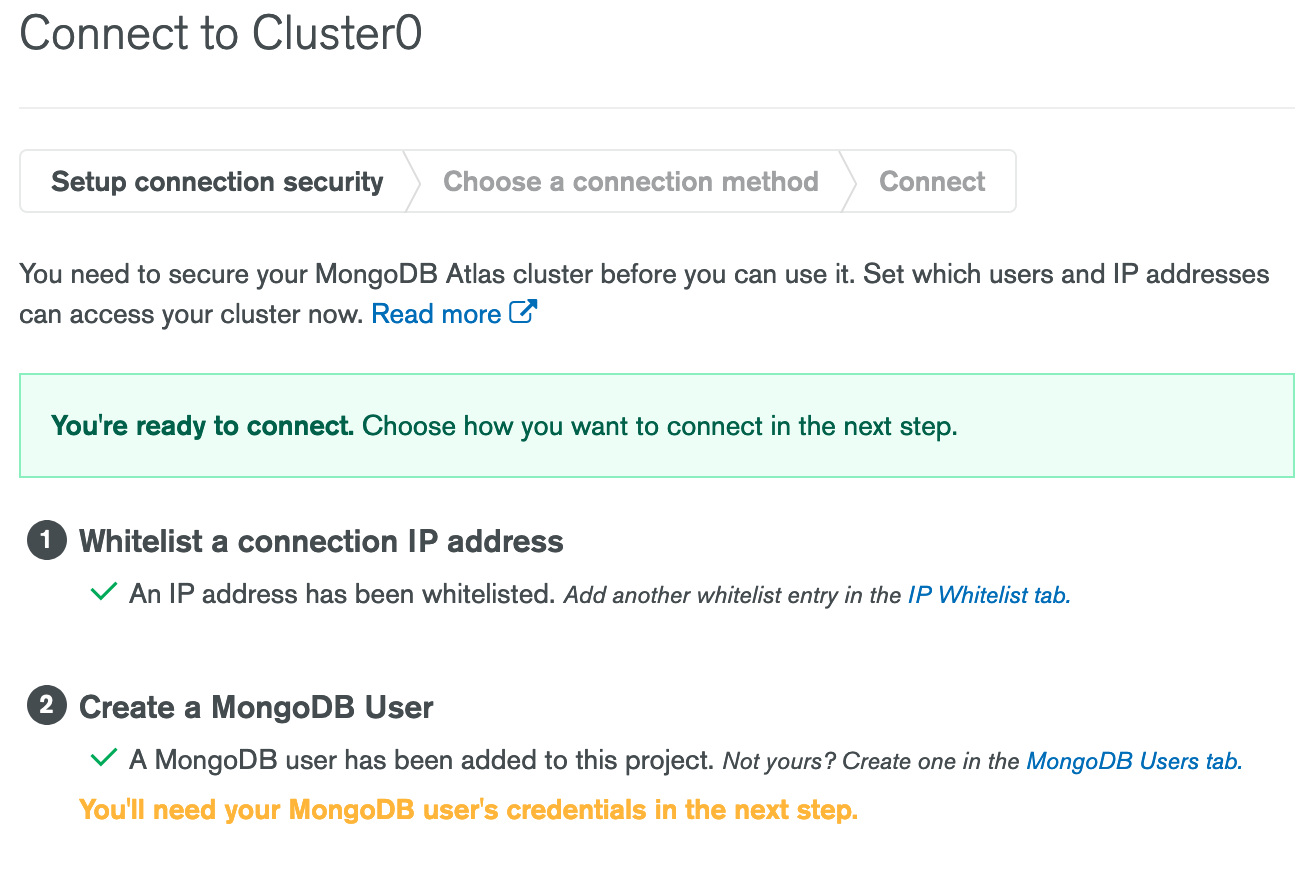 Connect to Cluster0
Setup connection security
Choose a connection method
Connect
You need to secure your MongoDB Atlas cluster before you can use it. Set which users and IP addresses
can access your cluster now. Read more
You're ready to connect. Choose how you want to connect in the next step.
1 Whitelist a connection IP address
An IP address has been whitelisted. Add another whitelist entry in the IP Whitelist tab.
2 Create a MongoDB User
A MongoDB user has been added to this project. Not yours? Create one in the MongoDB Users tab.
You'll need your MongoDB user's credentials in the next step.